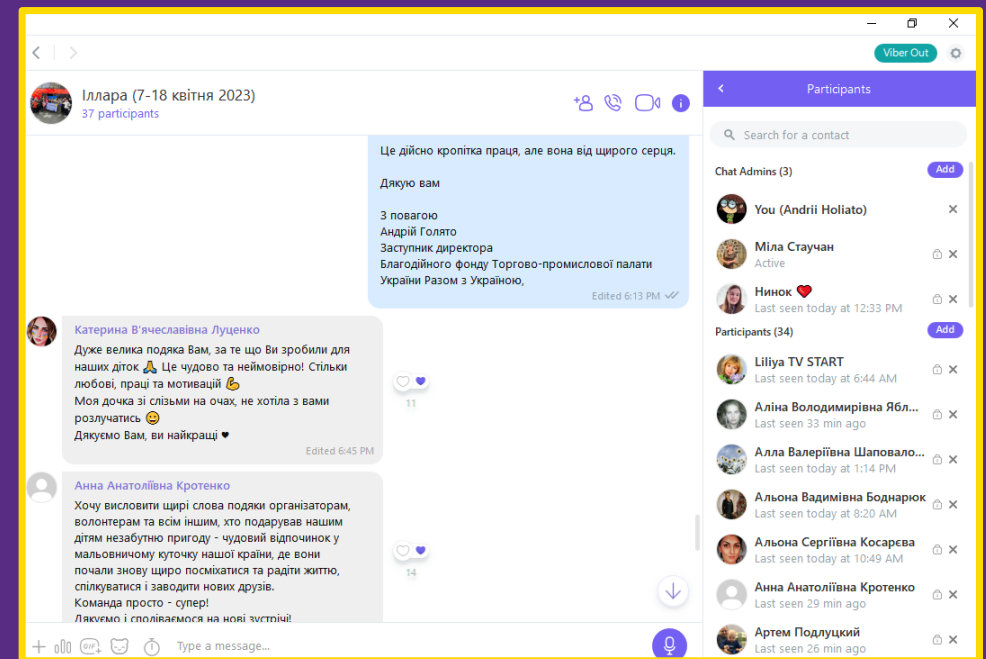 Viber Out
Іллара (7-18 квітня 2023)
37 participants
Це дійсно кропітка праця, але вона від щирого серця.
Дякую вам
З повагою
Андрій Голято
Заступник директора
Благодійного фонду Торгово-промислової палати
України Разом з Україною,
Edited 6:13 PM
Катерина В'ячеславівна Луценко
Дуже велика подяка Вам, за те що Ви зробили для
наших діток 🙏 Це чудово та неймовірно! Стільки
любові, праці та мотивацій 💪
Моя дочка зі слізьми на очах, не хотіла з вами
розлучатись 🙂
Дякуємо Вам, ви найкращі ♥
Edited 6:45 PM
11
Анна Анатоліївна Кротенко
Хочу висловити щирі слова подяки організаторам,
волонтерам та всім іншим, хто подарував нашим
дітям незабутню пригоду - чудовий відпочинок у
мальовничому куточку нашої країни, де вони
почали знову щиро посміхатися та радіти життю,
спілкуватися і заводити нових друзів.
Команда просто - супер!
Дякуємо і сподіваємося на нові зустрічі!
14
GIF
Type a message...
Participants
Search for a contact
Chat Admins (3)
Add
You (Andrii Holiato)
Міла Стаучан
Active
Нинок ❤
Last seen today at 12:33 PM
Participants (34)
Add
Liliya TV START
Last seen today at 6:44 AM
Аліна Володимирівна Ябл...
Last seen 33 min ago
Алла Валеріївна Шаповало...
Last seen today at 1:14 PM
Альона Вадимівна Боднарюк
Last seen today at 8:20 AM
Альона Сергіївна Косарєва
Last seen today at 10:49 AM
Анна Анатоліївна Кротенко
Last seen 29 min ago
Артем Подлуцкий
Last seen 26 min ago